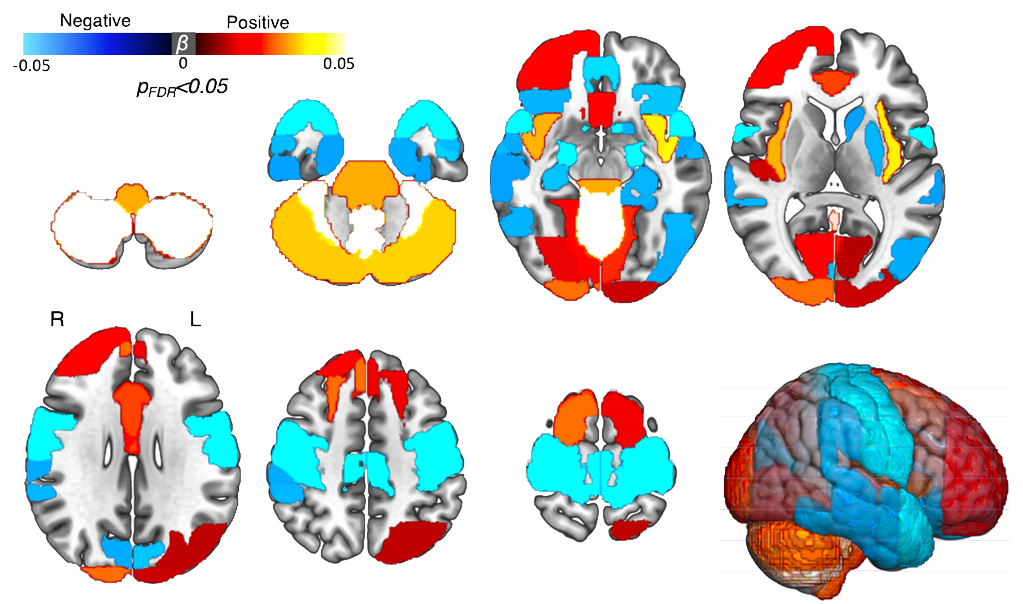 Negative Positive
β
-0.05 0 0.05
pFDR<0.05
R L